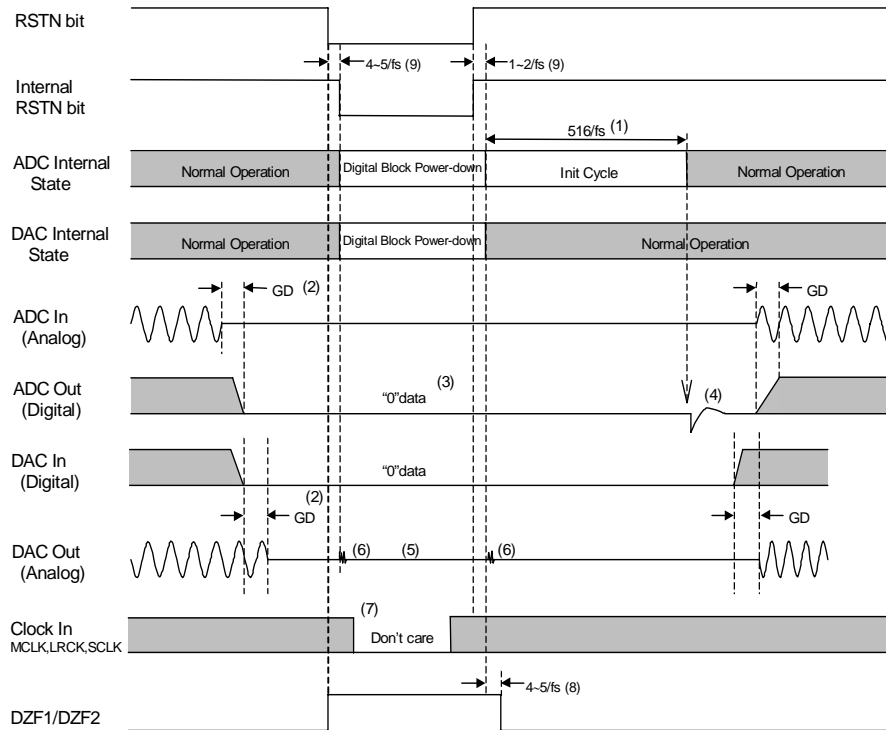 RSTN bit
4~5/fs (9)
1~2/fs (9)
Internal
RSTN bit
516/fs (1)
ADC Internal
State
Normal Operation
Digital Block Power-down
Init Cycle
Normal Operation
DAC Internal
State
Normal Operation
Digital Block Power-down
Normal Operation
GD (2)
GD
ADC In
(Analog)
ADC Out
(Digital)
“0”data
(3)
(4)
DAC In
(Digital)
“0”data
(2)
GD
GD
DAC Out
(Analog)
(6)
(5)
(6)
Clock In
MCLK,LRCK,SCLK
(7)
Don’t care
4~5/fs (8)
DZF1/DZF2